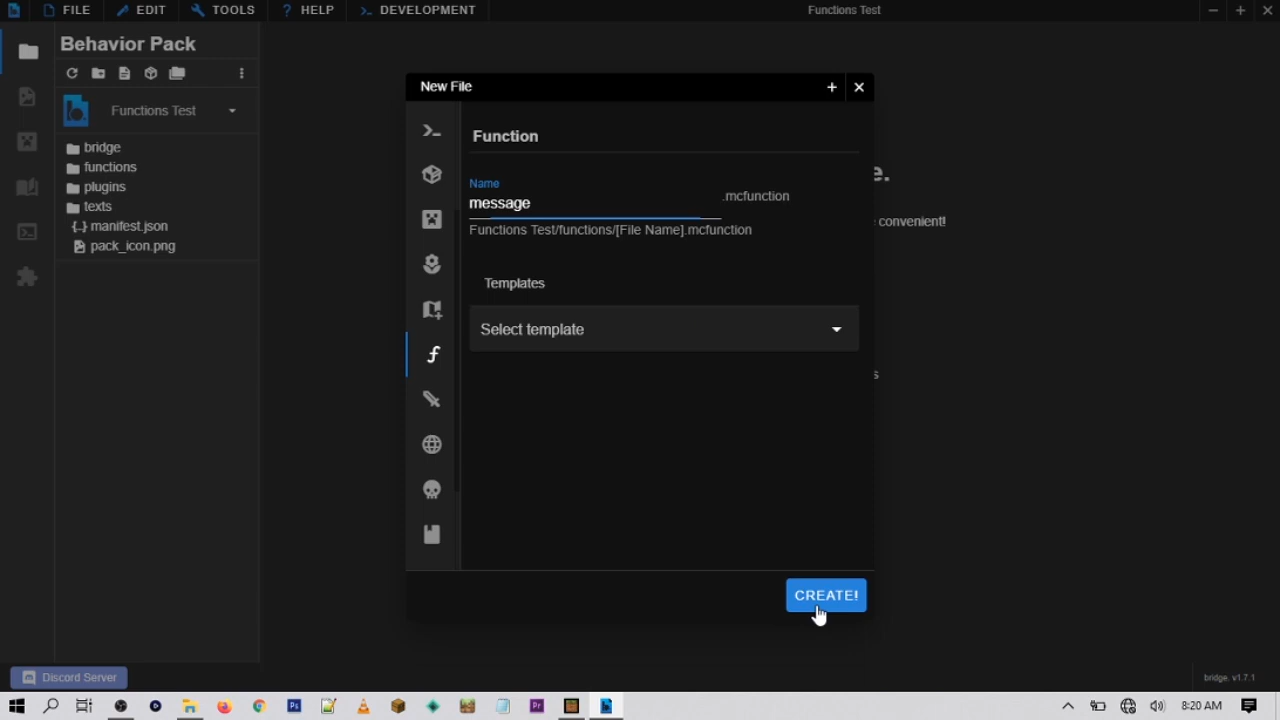 FILE EDIT TOOLS HELP DEVELOPMENT Functions Test
Behavior Pack
Functions Test
bridge
functions
plugins
texts
{..} manifest.json
pack_icon.png
New File
Function
Name
message .mcfunction
Functions Test/functions/[File Name].mcfunction
Templates
Select template
CREATE!
e.
convenient!
s
Discord Server
bridge. v1.7.1
Ps
Pr
8:20 AM